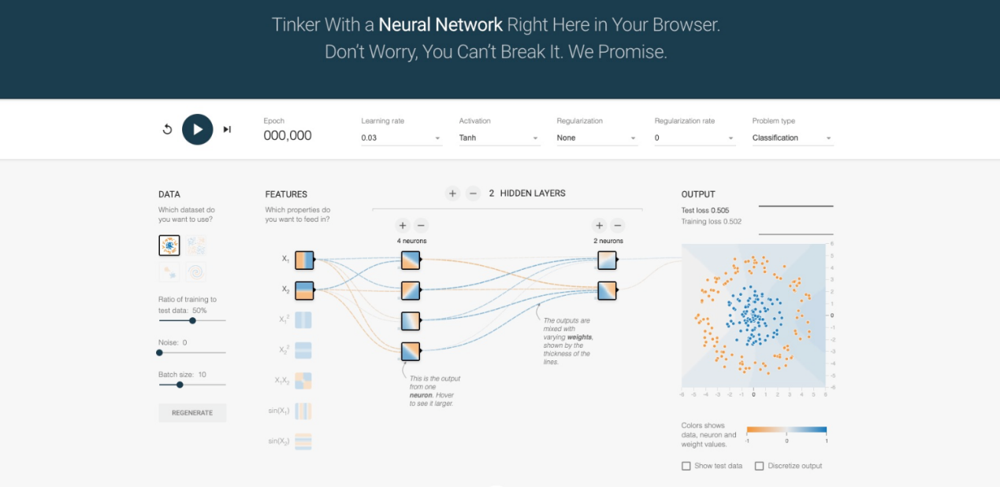 Tinker With a Neural Network Right Here in Your Browser.
Don't Worry, You Can't Break It. We Promise.
Epoch
000,000
Learning rate
0.03
Activation
Tanh
Regularization
None
Regularization rate
0
Problem type
Classification
DATA
Which dataset do
you want to use?
Ratio of training to
test data: 50%
Noise: 0
Batch size: 10
REGENERATE
FEATURES
Which properties do
you want to feed in?
X₁
X₂
X₁²
X₂²
X₁X₂
sin(X₁)
sin(X₂)
+ − 2 HIDDEN LAYERS
+ −
4 neurons
+ −
2 neurons
The outputs are
mixed with
varying weights,
shown by the
thickness of the
lines.
This is the output
from one
neuron. Hover
to see it larger.
OUTPUT
Test loss 0.505
Training loss 0.502
6
5
4
3
2
1
0
-1
-2
-3
-4
-5
-6
-6 -5 -4 -3 -2 -1 0 1 2 3 4 5 6
Colors shows
data, neuron and
weight values.
-1 0 1
Show test data
Discretize output